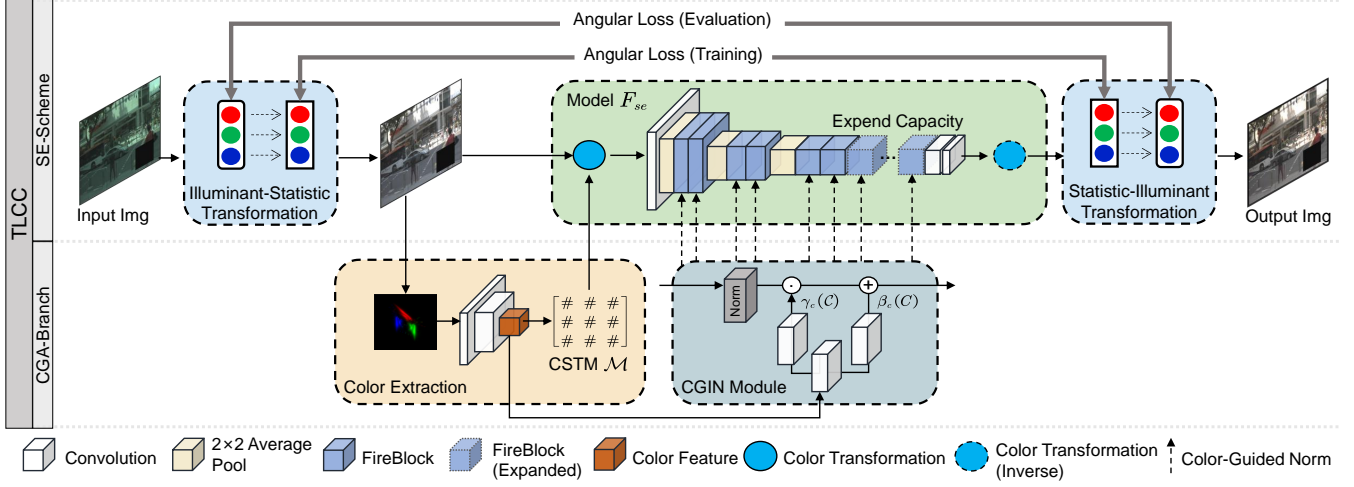 TLCC
SE-Scheme
CGA-Branch
Angular Loss (Evaluation)
Angular Loss (Training)
Input Img
Illuminant-Statistic
Transformation
Model F_se
Expend Capacity
Statistic-Illuminant
Transformation
Output Img
# # #
# # #
# # #
CSTM ℳ
Color Extraction
Norm
γ_c(𝒞)
β_c(C)
CGIN Module
Convolution
2×2 Average
Pool
FireBlock
FireBlock
(Expanded)
Color Feature
Color Transformation
Color Transformation
(Inverse)
Color-Guided Norm